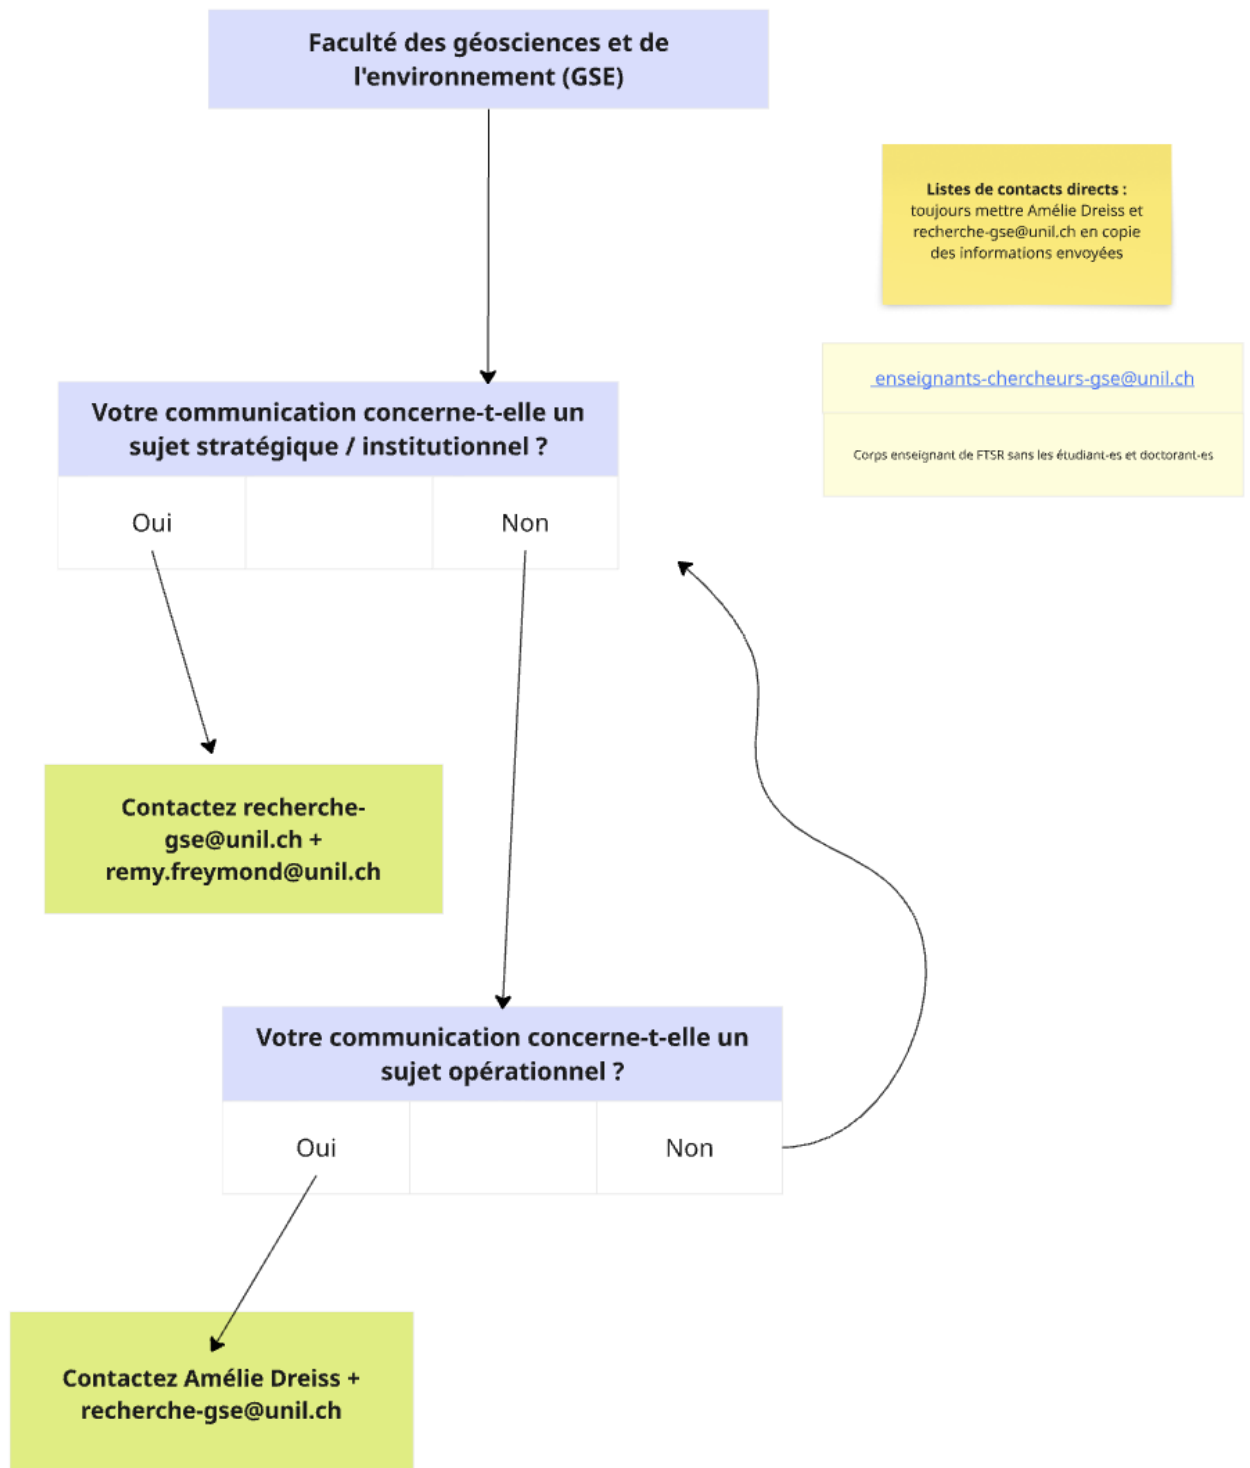 Faculté des géosciences et de
l'environnement (GSE)
Listes de contacts directs :
toujours mettre Amélie Dreiss et
recherche-gse@unil.ch en copie
des informations envoyées
enseignants-chercheurs-gse@unil.ch
Corps enseignant de FTSR sans les étudiant-es et doctorant-es
Votre communication concerne-t-elle un
sujet stratégique / institutionnel ?
Oui
Non
Contactez recherche-
gse@unil.ch +
remy.freymond@unil.ch
Votre communication concerne-t-elle un
sujet opérationnel ?
Oui
Non
Contactez Amélie Dreiss +
recherche-gse@unil.ch